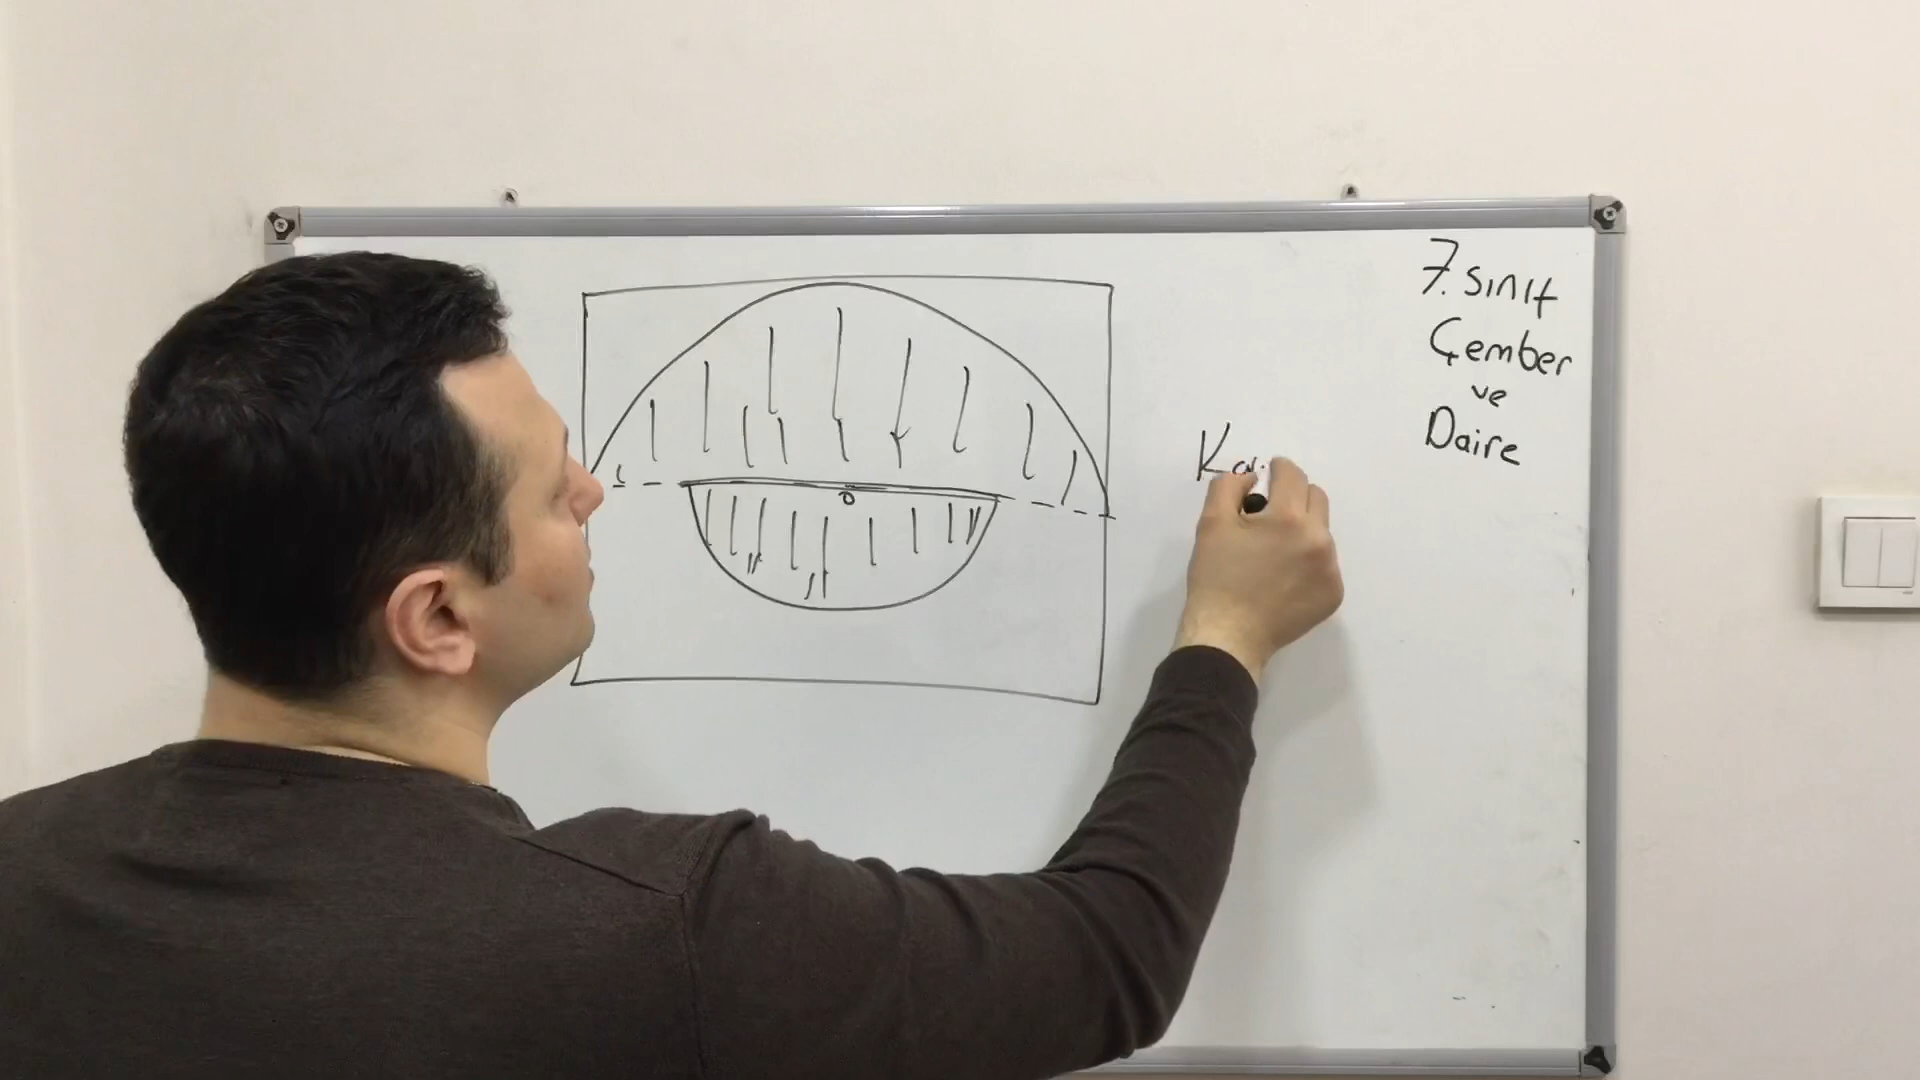 7. sınıf
Çember
ve
Daire
O